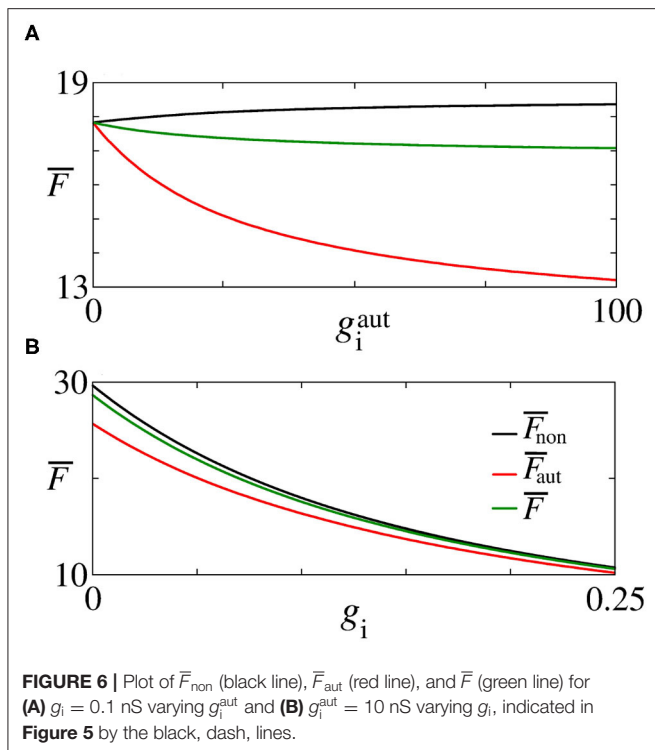 A
19
F̅
13
0
g_i^aut
100
B
30
F̅_non
F̅_aut
F̅
F̅
10
0
g_i
0.25
FIGURE 6 | Plot of F̅_non (black line), F̅_aut (red line), and F̅ (green line) for
(A) g_i = 0.1 nS varying g_i^aut and (B) g_i^aut = 10 nS varying g_i, indicated in
Figure 5 by the black, dash, lines.